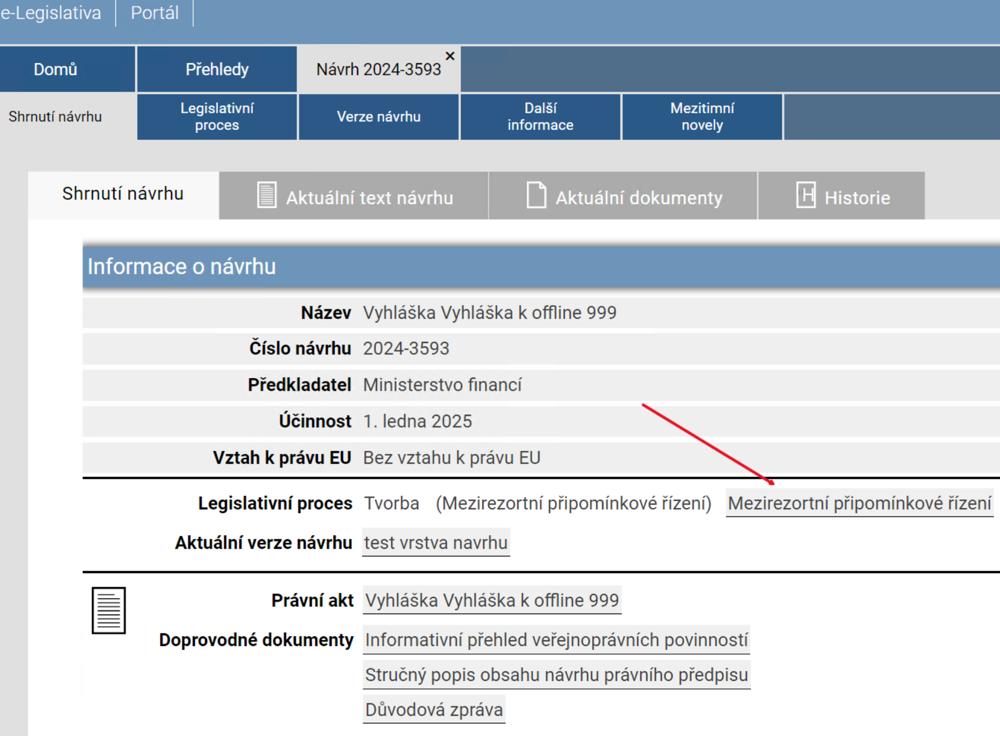 e-Legislativa Portál
Domů Přehledy Návrh 2024-3593 ×
Shrnutí návrhu Legislativní proces Verze návrhu Další informace Mezitimní novely
Shrnutí návrhu Aktuální text návrhu Aktuální dokumenty H Historie
Informace o návrhu
Název Vyhláška Vyhláška k offline 999
Číslo návrhu 2024-3593
Předkladatel Ministerstvo financí
Účinnost 1. ledna 2025
Vztah k právu EU Bez vztahu k právu EU
Legislativní proces Tvorba (Mezirezortní připomínkové řízení) Mezirezortní připomínkové řízení
Aktuální verze návrhu test vrstva navrhu
Právní akt Vyhláška Vyhláška k offline 999
Doprovodné dokumenty Informativní přehled veřejnoprávních povinností
Stručný popis obsahu návrhu právního předpisu
Důvodová zpráva